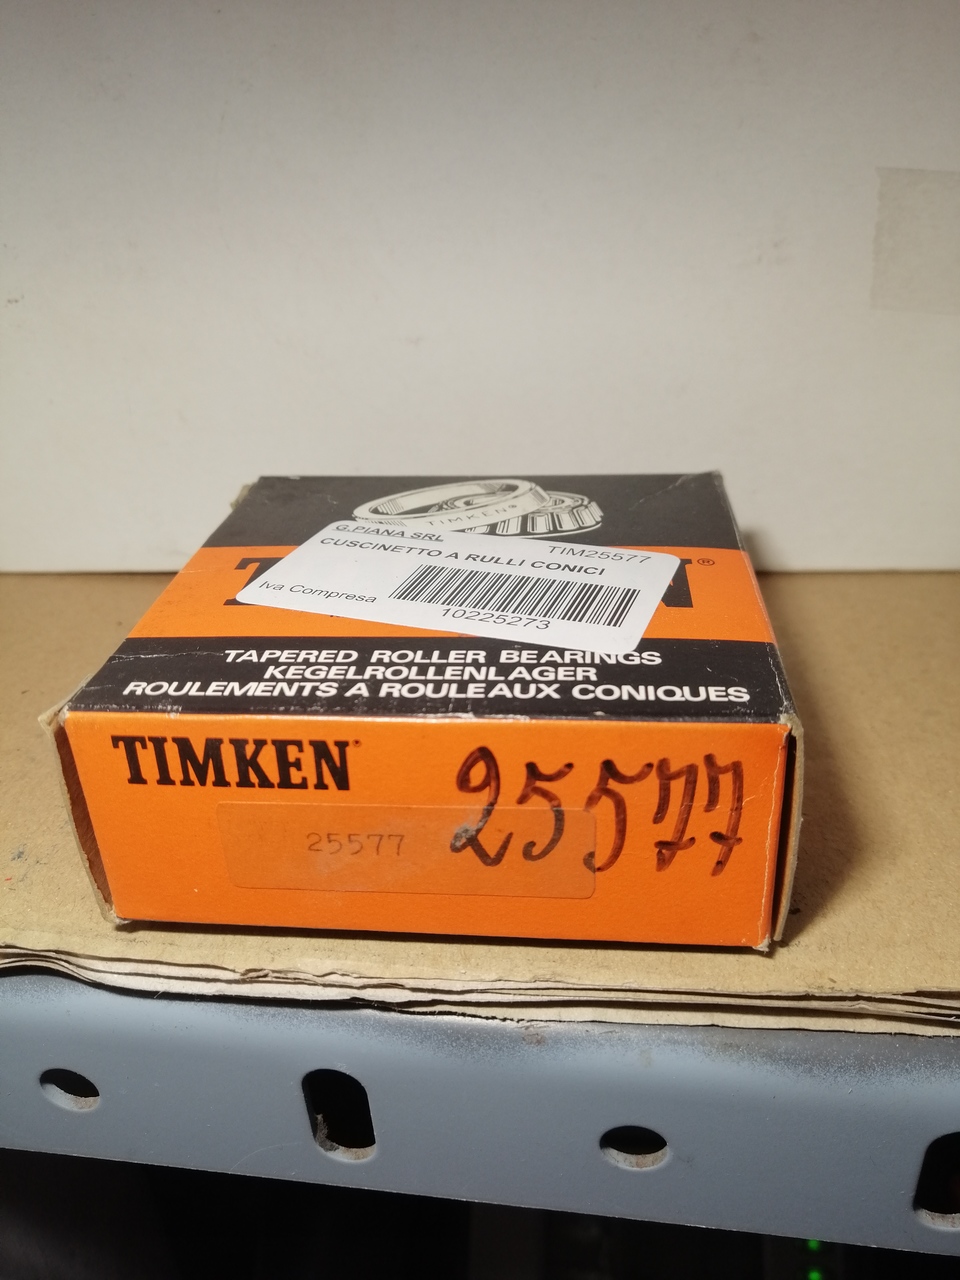 TIMKEN®
G.PIANA SRL
TIM25577
CUSCINETTO A RULLI CONICI
Iva Compresa
10225273
TAPERED ROLLER BEARINGS
KEGELROLLENLAGER
ROULEMENTS A ROULEAUX CONIQUES
TIMKEN®
25577
25577